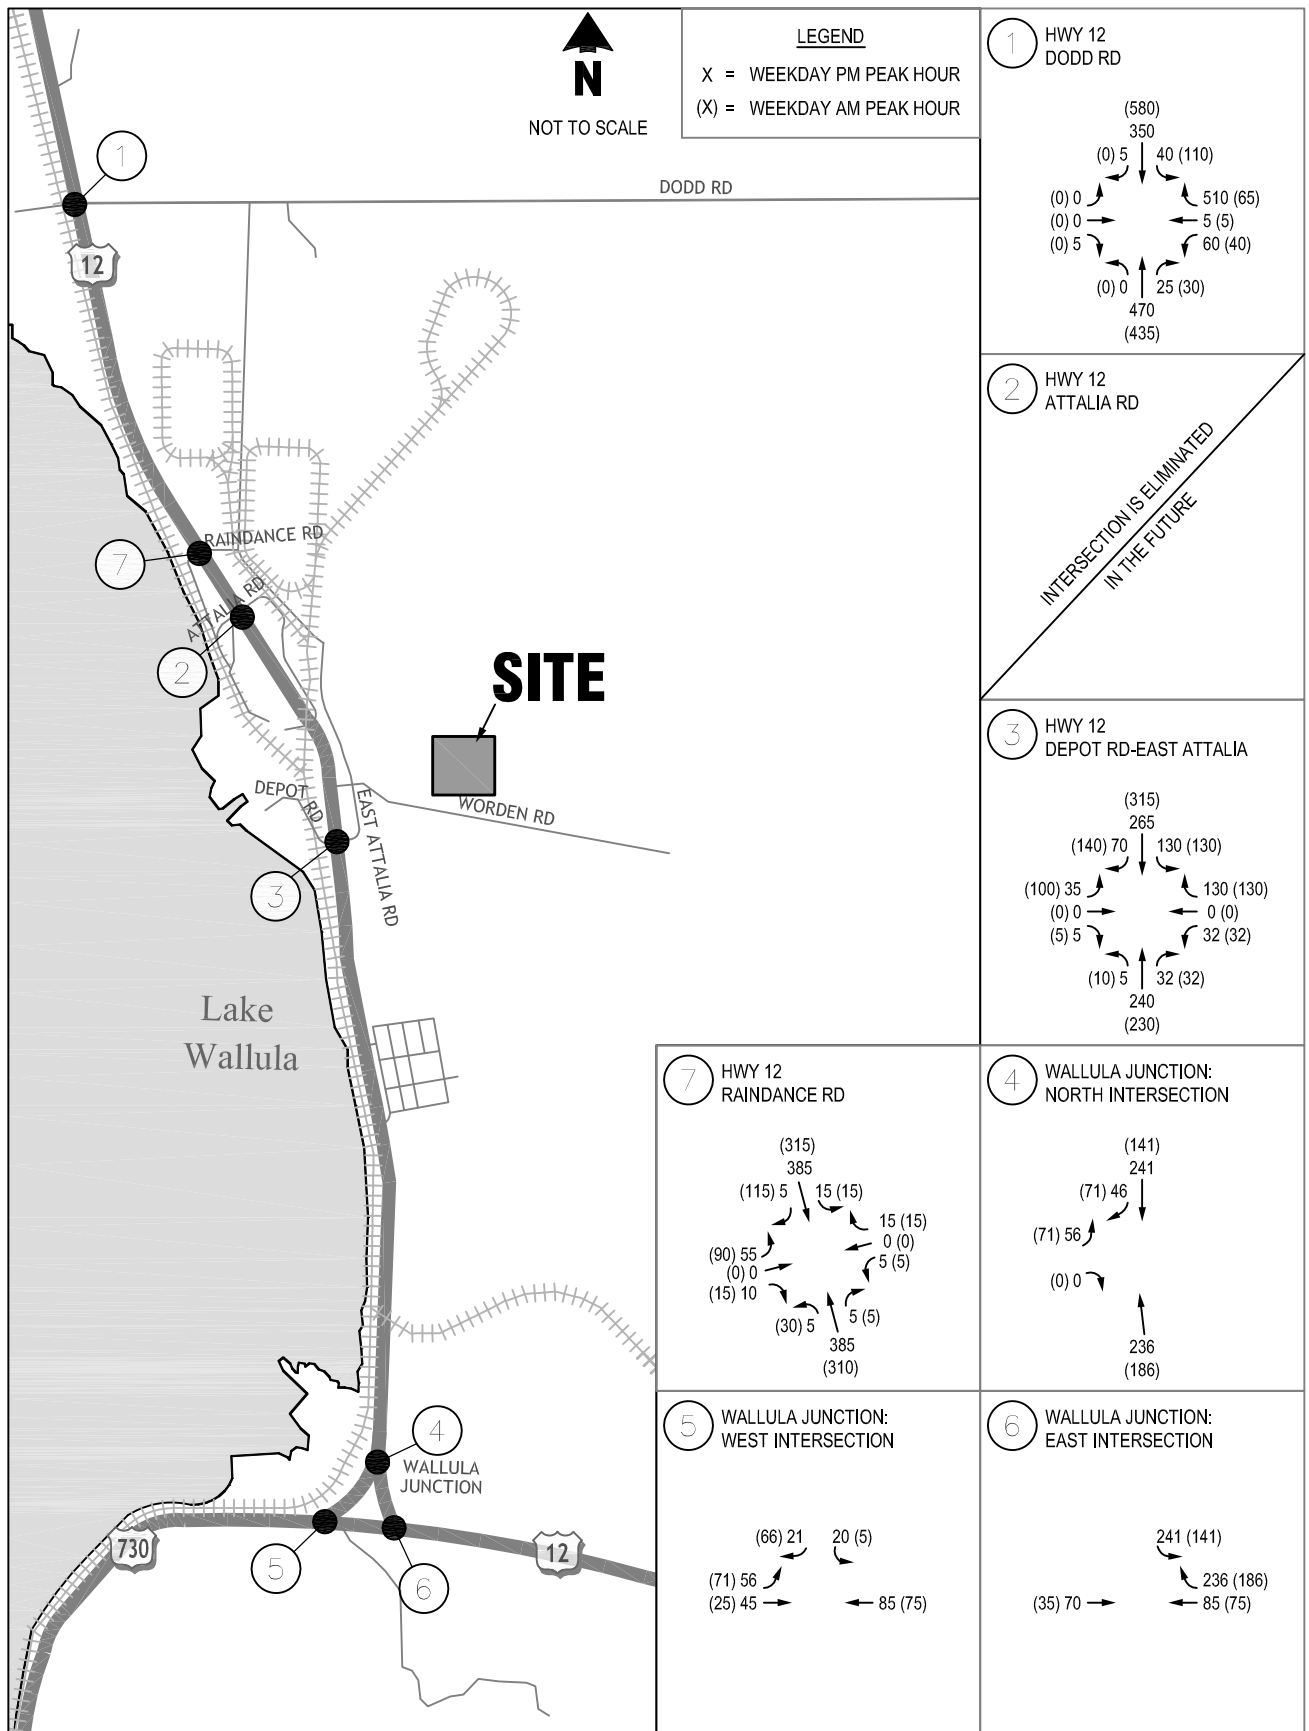 LEGEND
X = WEEKDAY PM PEAK HOUR
(X) = WEEKDAY AM PEAK HOUR
N
NOT TO SCALE
1
DODD RD
12
RAINDANCE RD
7
ATTALIA RD
2
SITE
DEPOT RD
EAST ATTALIA RD
WORDEN RD
3
Lake
Wallula
4
WALLULA
JUNCTION
730
5
6
12
1
HWY 12
DODD RD
(580)
350
(0) 5 40 (110)
(0) 0 510 (65)
(0) 0 5 (5)
(0) 5 60 (40)
(0) 0 25 (30)
470
(435)
2
HWY 12
ATTALIA RD
INTERSECTION IS ELIMINATED
IN THE FUTURE
3
HWY 12
DEPOT RD-EAST ATTALIA
(315)
265
(140) 70 130 (130)
(100) 35 130 (130)
(0) 0 0 (0)
(5) 5 32 (32)
(10) 5 32 (32)
240
(230)
7
HWY 12
RAINDANCE RD
(315)
385
(115) 5 15 (15)
15 (15)
0 (0)
(90) 55 5 (5)
(0) 0
(15) 10
(30) 5 5 (5)
385
(310)
4
WALLULA JUNCTION:
NORTH INTERSECTION
(141)
241
(71) 46
(71) 56
(0) 0
236
(186)
5
WALLULA JUNCTION:
WEST INTERSECTION
(66) 21 20 (5)
(71) 56
(25) 45 85 (75)
6
WALLULA JUNCTION:
EAST INTERSECTION
241 (141)
236 (186)
(35) 70 85 (75)